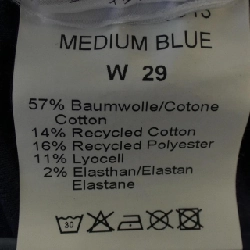 MEDIUM BLUE
W 29
57% Baumwolle/Cotone
Cotton
14% Recycled Cotton
16% Recycled Polyester
11% Lyocell
2% Elasthan/Elastan
Elastane
30